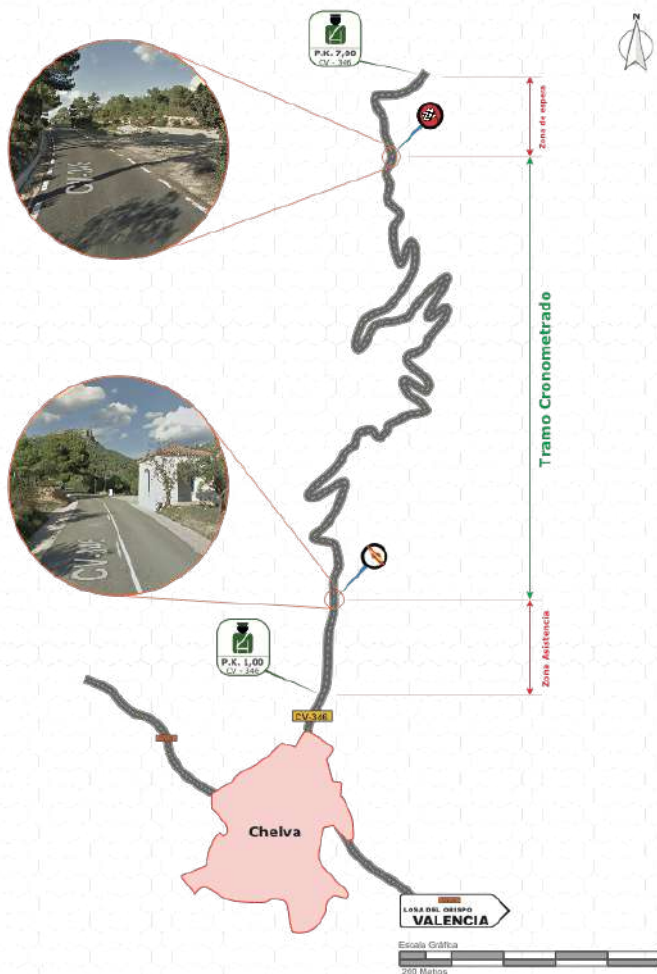 N
P.K. 7,00
CV - 346
Zona de espera
Tramo Cronometrado
Zona Asistencia
P.K. 1,00
CV - 346
CV-346
Chelva
LOSA DEL OBISPO
VALENCIA
Escala Gráfica
260 Metros